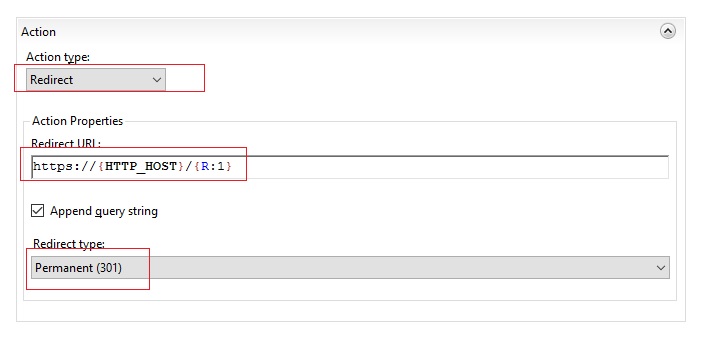 Action
Action type:
Redirect
Action Properties
Redirect URL:
https://{HTTP_HOST}/{R:1}
Append query string
Redirect type:
Permanent (301)